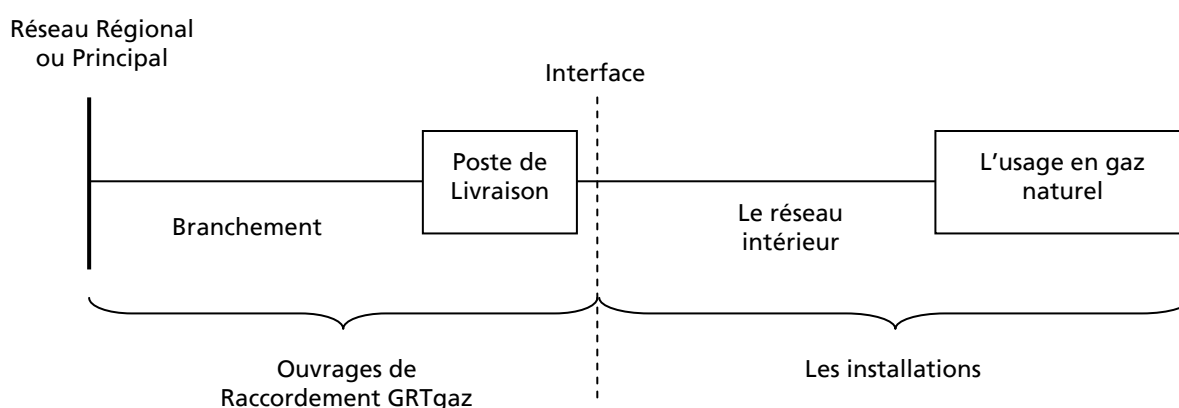 Réseau Régional
ou Principal
Interface
Poste de
Livraison
L’usage en gaz
naturel
Branchement
Le réseau
intérieur
Ouvrages de
Raccordement GRTgaz
Les installations